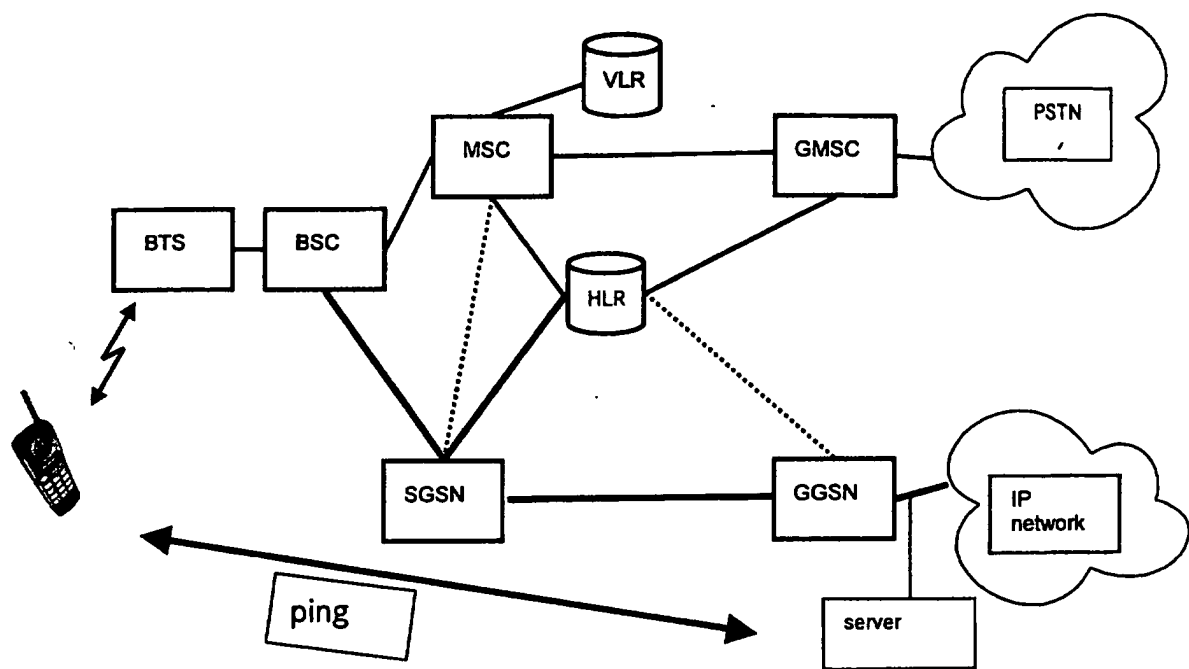 VLR
MSC
GMSC
PSTN
BTS
BSC
HLR
SGSN
GGSN
IP
network
ping
server